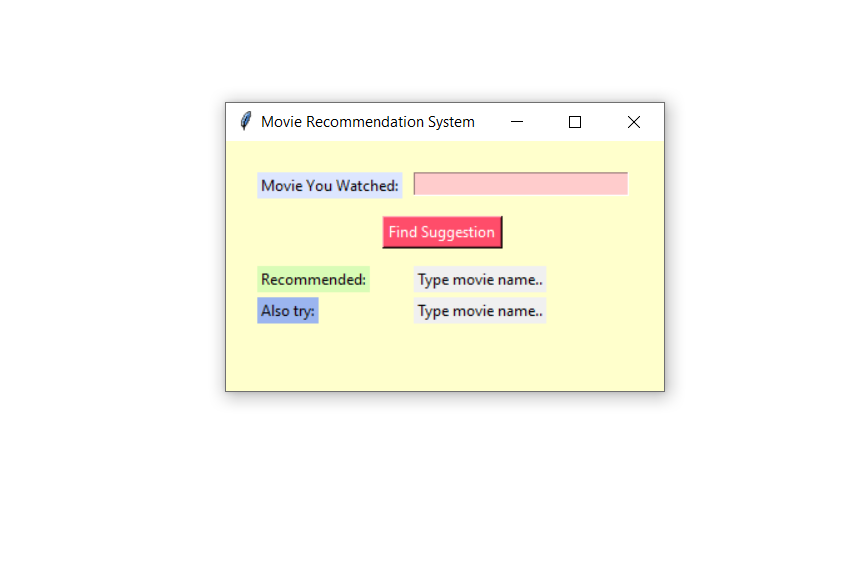 Movie Recommendation System
Movie You Watched:
Find Suggestion
Recommended: Type movie name..
Also try: Type movie name..